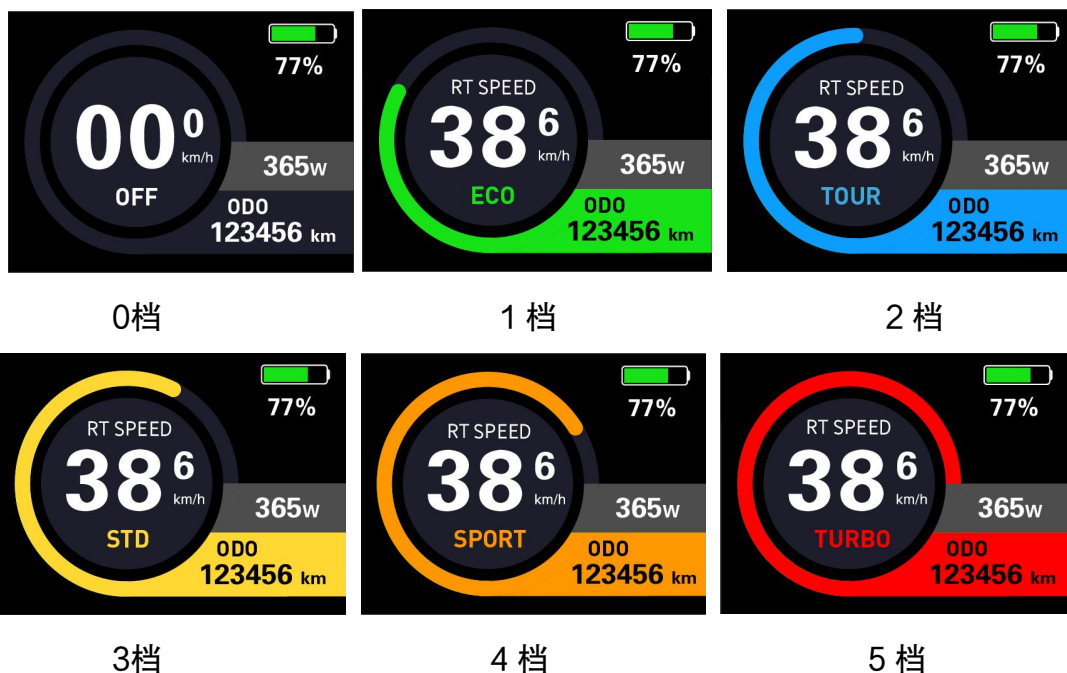 77%
00 0
km/h
OFF
365W
ODO
123456 km
0档
77%
RT SPEED
38 6
km/h
ECO
365W
ODO
123456 km
1 档
77%
RT SPEED
38 6
km/h
TOUR
365W
ODO
123456 km
2 档
77%
RT SPEED
38 6
km/h
STD
365W
ODO
123456 km
3档
77%
RT SPEED
38 6
km/h
SPORT
365W
ODO
123456 km
4 档
77%
RT SPEED
38 6
km/h
TURBO
365W
ODO
123456 km
5 档